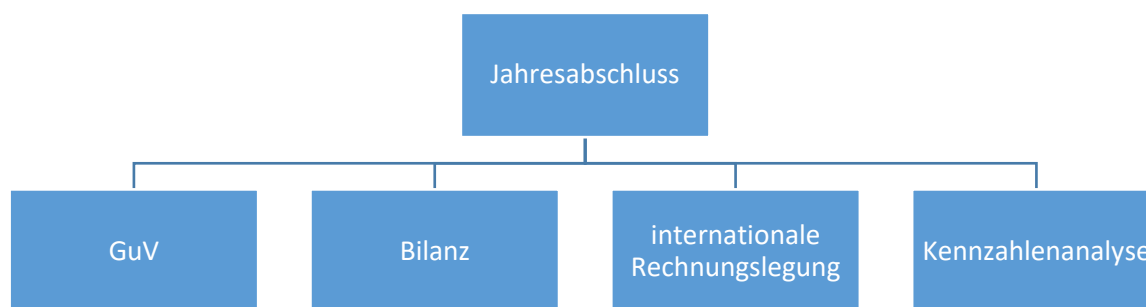 Jahresabschluss
GuV
Bilanz
internationale
Rechnungslegung
Kennzahlenanalyse